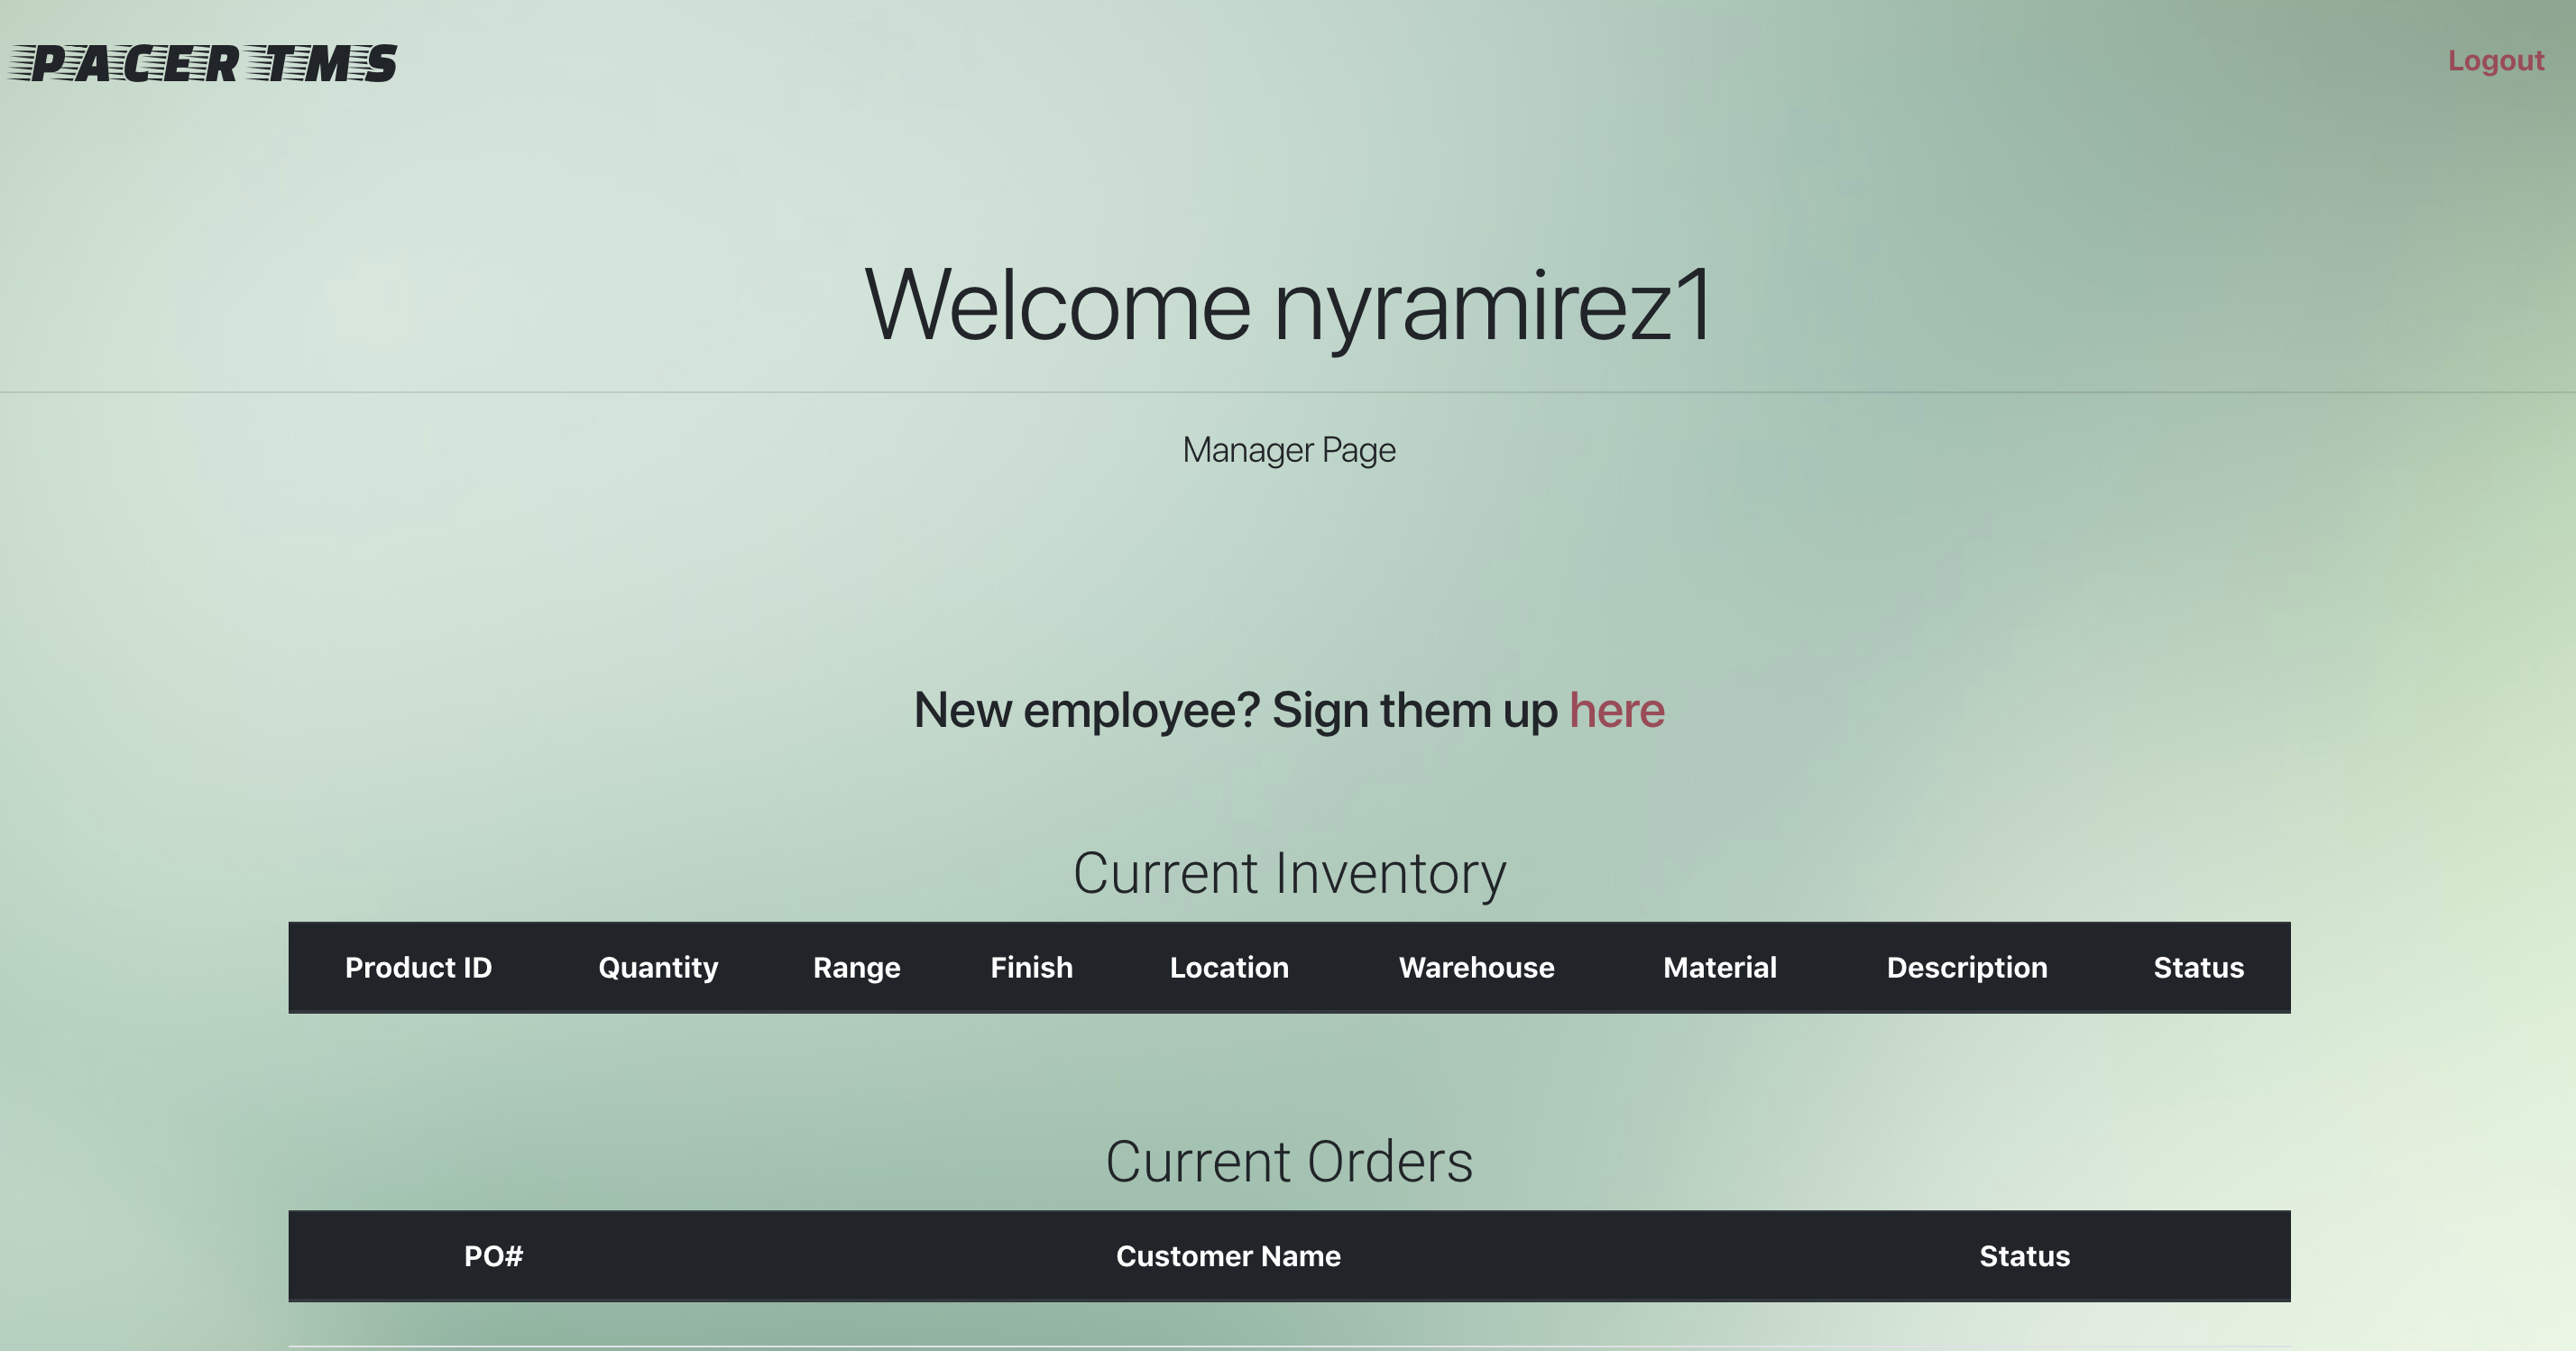 PACER TMS
Logout
Welcome nyramirez1
Manager Page
New employee? Sign them up here
Current Inventory
Product ID Quantity Range Finish Location Warehouse Material Description Status
Current Orders
PO# Customer Name Status